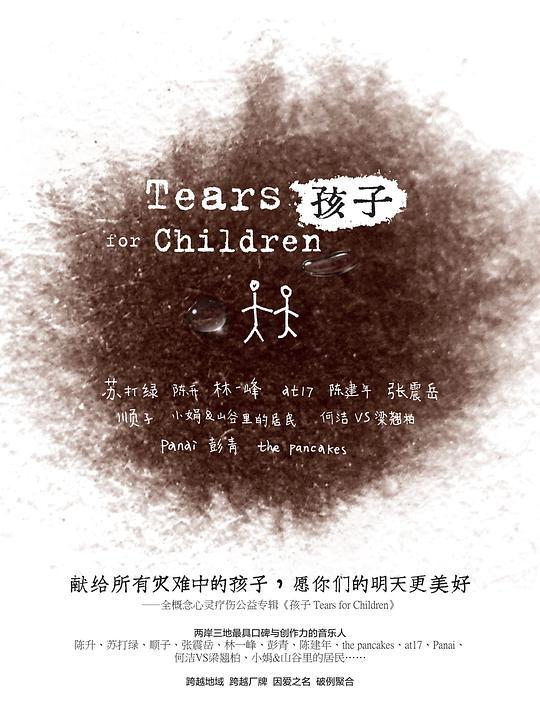 Tears 孩子
for Children
苏打绿 陈升 林一峰 at17 陈建年 张震岳
顺子 小娟&山谷里的居民 何洁 VS 梁翘柏
Panai 彭青 the pancakes
献给所有灾难中的孩子，愿你们的明天更美好
——全概念心灵疗伤公益专辑《孩子 Tears for Children》
两岸三地最具口碑与创作力的音乐人
陈升、苏打绿、顺子、张震岳、林一峰、彭青、陈建年、the pancakes、at17、Panai、
何洁VS梁翘柏、小娟&山谷里的居民……
跨越地域 跨越厂牌 因爱之名 破例聚合